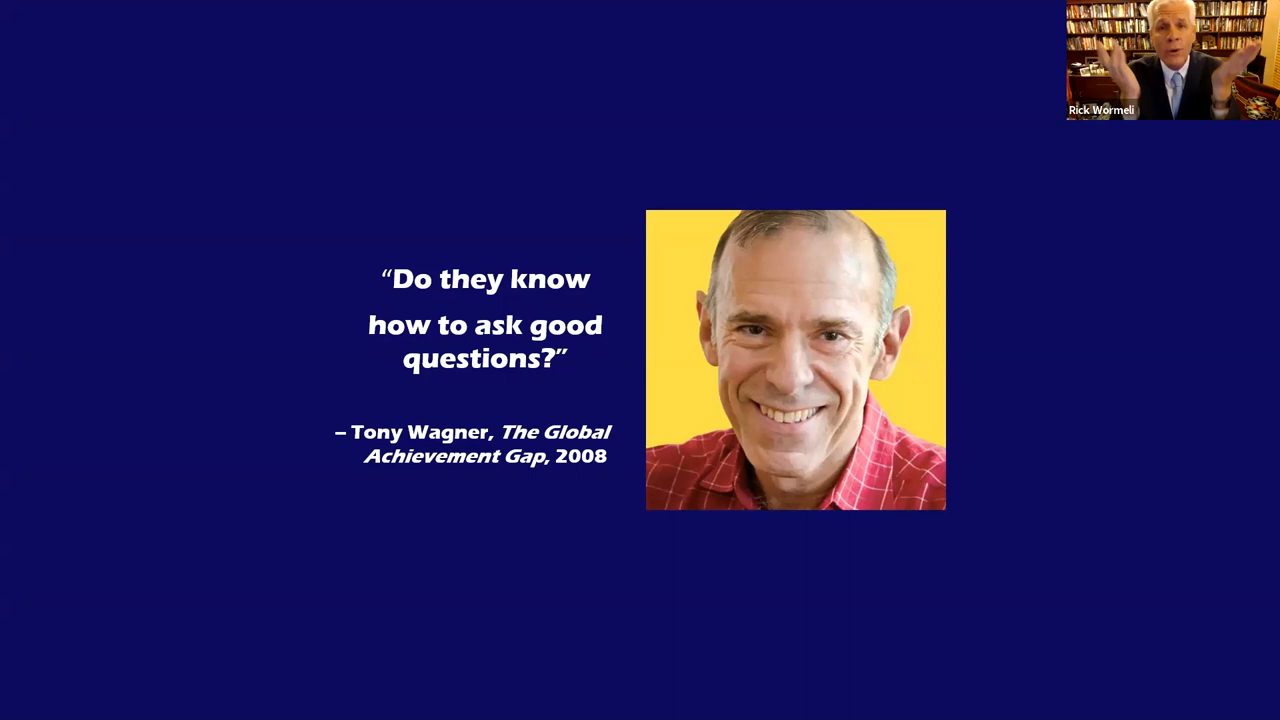 Rick Wormeli
“Do they know
how to ask good
questions?”
– Tony Wagner, The Global
Achievement Gap, 2008